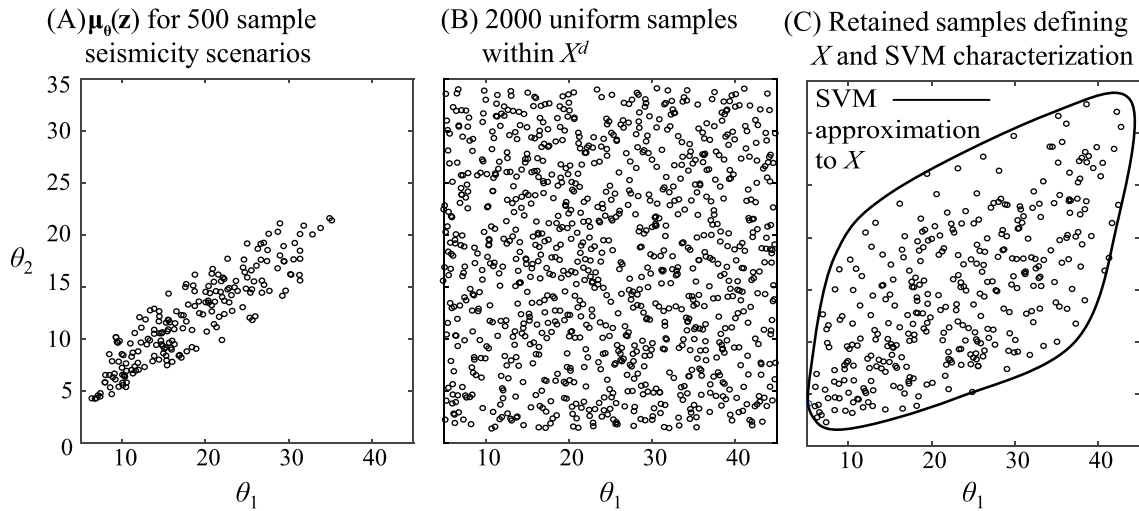 (A) μθ(z) for 500 sample
seismicity scenarios
(B) 2000 uniform samples
within Xᵈ
(C) Retained samples defining
X and SVM characterization
35
30
25
20
15
10
5
0
θ2
10 20 30 40
θ1
10 20 30 40
θ1
SVM
approximation
to X
10 20 30 40
θ1